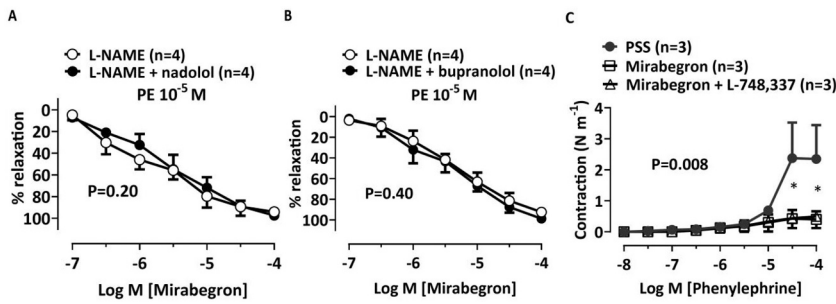 A
L-NAME (n=4)
L-NAME + nadolol (n=4)
PE 10⁻⁵ M
0
20
40
60
80
100
% relaxation
P=0.20
-7 -6 -5 -4
Log M [Mirabegron]
B
L-NAME (n=4)
L-NAME + bupranolol (n=4)
PE 10⁻⁵ M
0
20
40
60
80
100
% relaxation
P=0.40
-7 -6 -5 -4
Log M [Mirabegron]
C
PSS (n=3)
Mirabegron (n=3)
Mirabegron + L-748,337 (n=3)
4
3
2
1
0
Contraction (N m⁻¹)
P=0.008
* *
-8 -7 -6 -5 -4
Log M [Phenylephrine]